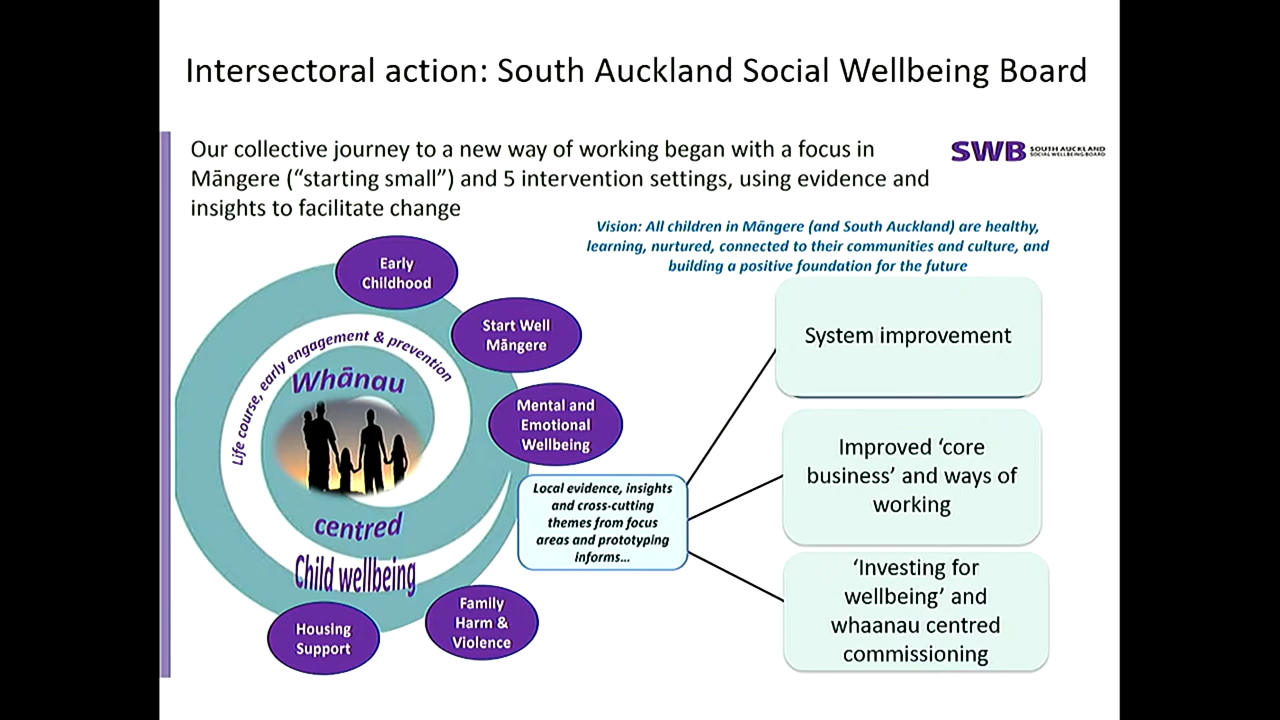 Intersectoral action: South Auckland Social Wellbeing Board
Our collective journey to a new way of working began with a focus in
Māngere (“starting small”) and 5 intervention settings, using evidence and
insights to facilitate change
SWB SOUTH AUCKLAND
SOCIAL WELLBEING BOARD
Vision: All children in Māngere (and South Auckland) are healthy,
learning, nurtured, connected to their communities and culture, and
building a positive foundation for the future
Early
Childhood
Start Well
Māngere
Mental and
Emotional
Wellbeing
Life course, early engagement & prevention
Whānau
centred
Child wellbeing
Local evidence, insights
and cross-cutting
themes from focus
areas and prototyping
informs...
Family
Harm &
Violence
Housing
Support
System improvement
Improved ‘core
business’ and ways of
working
‘Investing for
wellbeing’ and
whaanau centred
commissioning